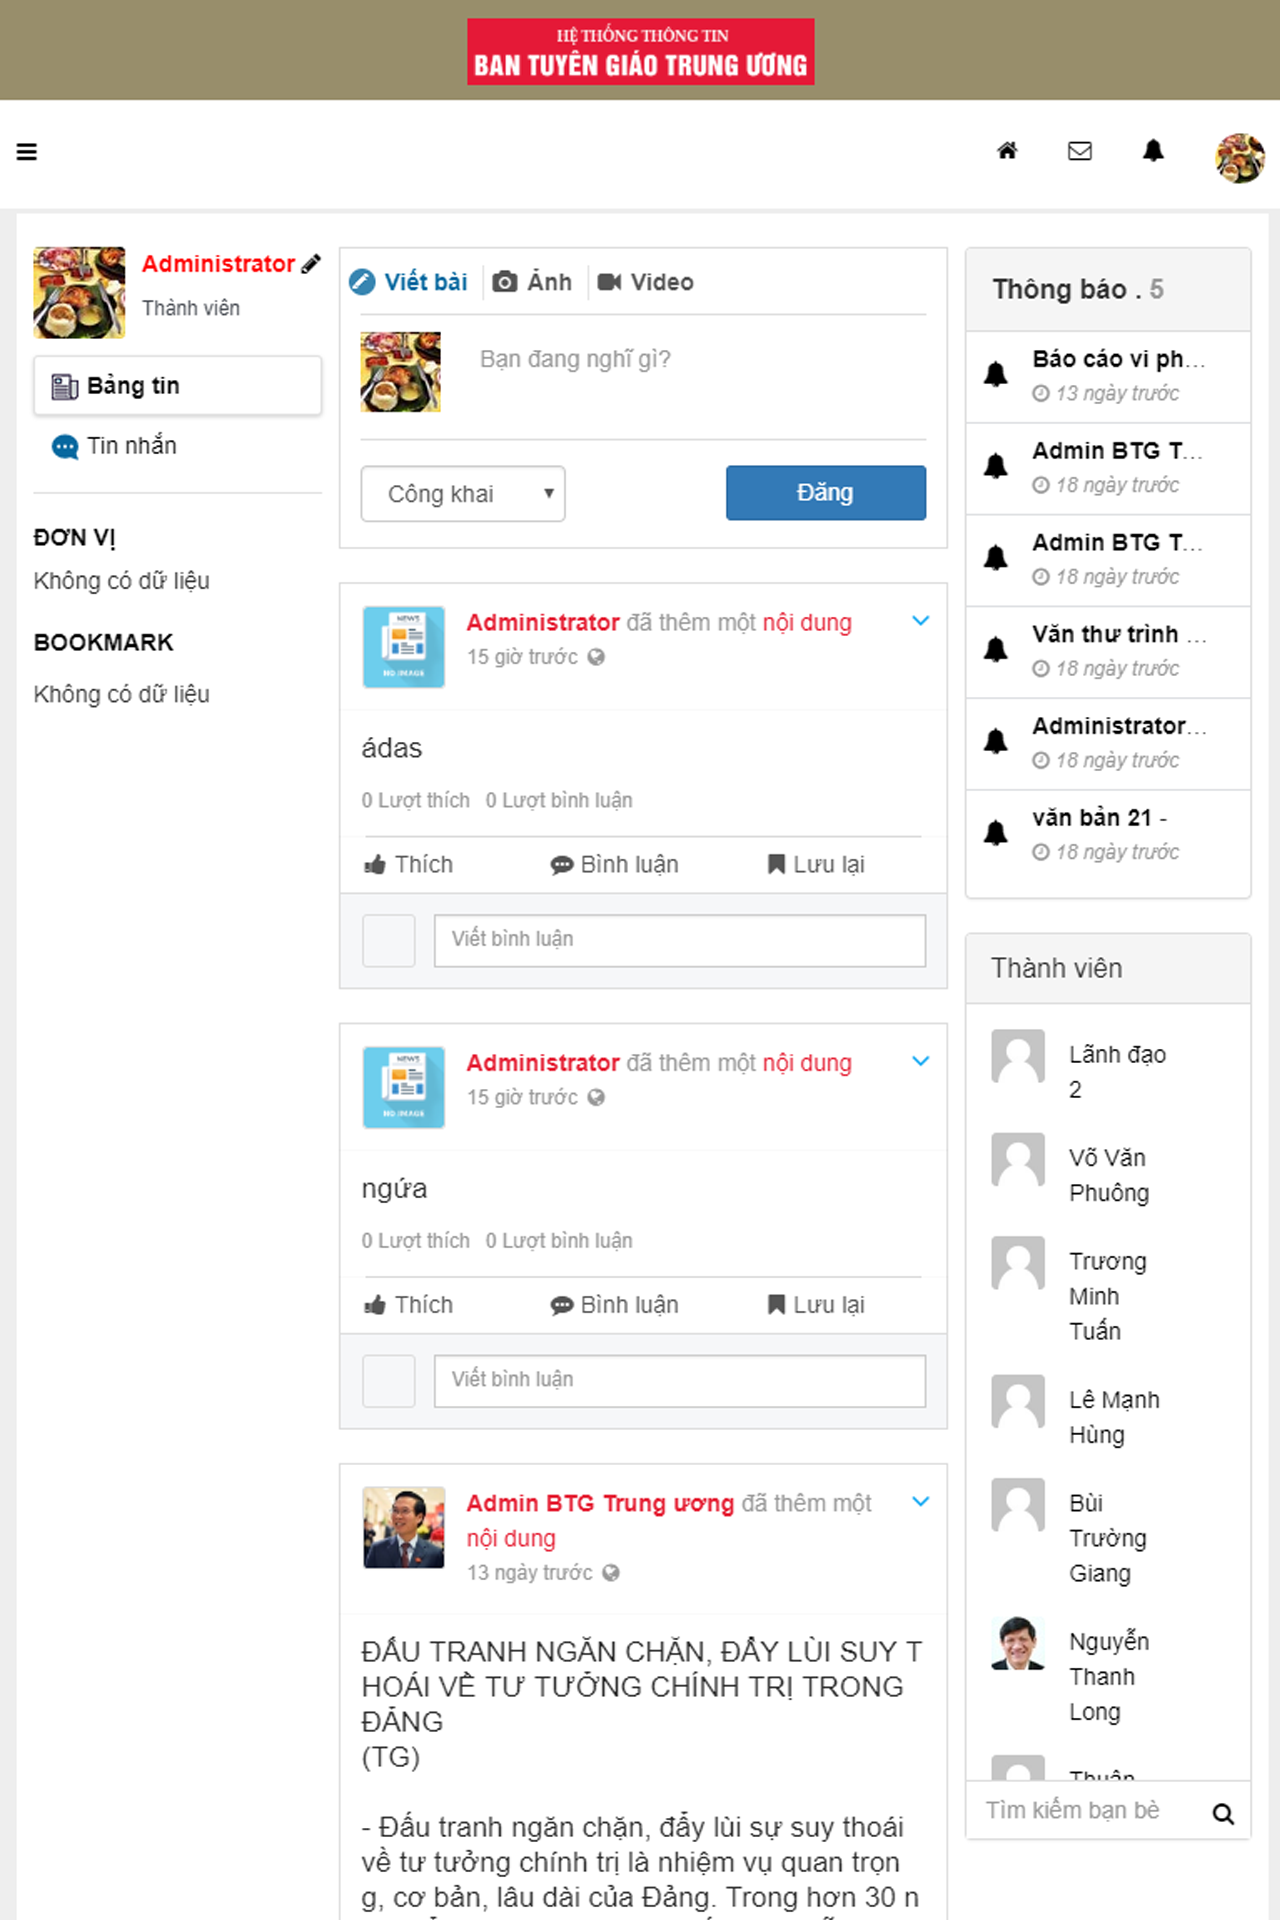 HỆ THỐNG THÔNG TIN
BAN TUYÊN GIÁO TRUNG ƯƠNG
Administrator
Thành viên
Bảng tin
Tin nhắn
ĐƠN VỊ
Không có dữ liệu
BOOKMARK
Không có dữ liệu
Viết bài
Ảnh
Video
Bạn đang nghĩ gì?
Công khai
Đăng
NEWS
NO IMAGE
Administrator đã thêm một nội dung
15 giờ trước
ádas
0 Lượt thích 0 Lượt bình luận
Thích
Bình luận
Lưu lại
Viết bình luận
NEWS
NO IMAGE
Administrator đã thêm một nội dung
15 giờ trước
ngứa
0 Lượt thích 0 Lượt bình luận
Thích
Bình luận
Lưu lại
Viết bình luận
Admin BTG Trung ương đã thêm một
nội dung
13 ngày trước
ĐẤU TRANH NGĂN CHẶN, ĐẨY LÙI SUY T
HOÁI VỀ TƯ TƯỞNG CHÍNH TRỊ TRONG
ĐẢNG
(TG)
- Đấu tranh ngăn chặn, đẩy lùi sự suy thoái
về tư tưởng chính trị là nhiệm vụ quan trọn
g, cơ bản, lâu dài của Đảng. Trong hơn 30 n
Thông báo . 5
Báo cáo vi ph...
13 ngày trước
Admin BTG T...
18 ngày trước
Admin BTG T...
18 ngày trước
Văn thư trình ...
18 ngày trước
Administrator...
18 ngày trước
văn bản 21 -
18 ngày trước
Thành viên
Lãnh đạo
2
Võ Văn
Phuông
Trương
Minh
Tuấn
Lê Mạnh
Hùng
Bùi
Trường
Giang
Nguyễn
Thanh
Long
Thuận
Tìm kiếm bạn bè